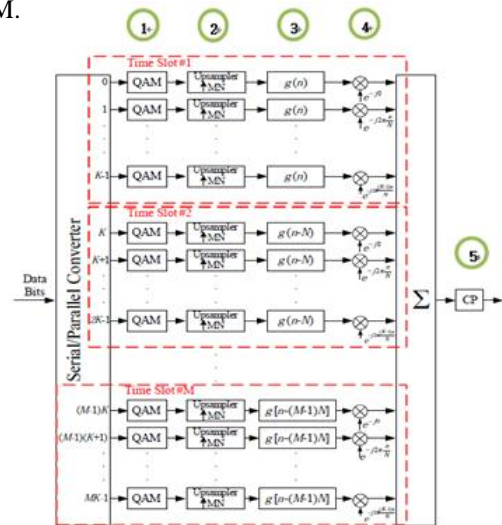 M.
1 2 3 4
Time Slot #1
0 QAM Upsampler ↑MN g(n) e^{-j0}
1 QAM Upsampler ↑MN g(n)
K-1 QAM Upsampler ↑MN g(n)
Time Slot #2
K QAM Upsampler ↑MN g(n-N) e^{-j0}
K+1 QAM Upsampler ↑MN g(n-N)
5
Data Bits
Serial/Parallel Converter
Σ
CP
2K-1 QAM Upsampler ↑MN g(n-N)
Time Slot #M
(M-1)K QAM Upsampler ↑MN g[n-(M-1)N] e^{-j0}
(M-1)(K+1) QAM Upsampler ↑MN g[n-(M-1)N]
MK-1 QAM Upsampler ↑MN g[n-(M-1)N]